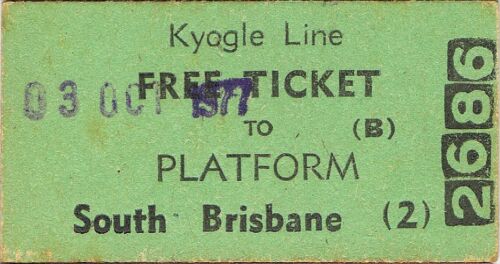 Kyogle Line
FREE TICKET
03 OCT 1977
TO (B)
PLATFORM
South Brisbane (2)
2686